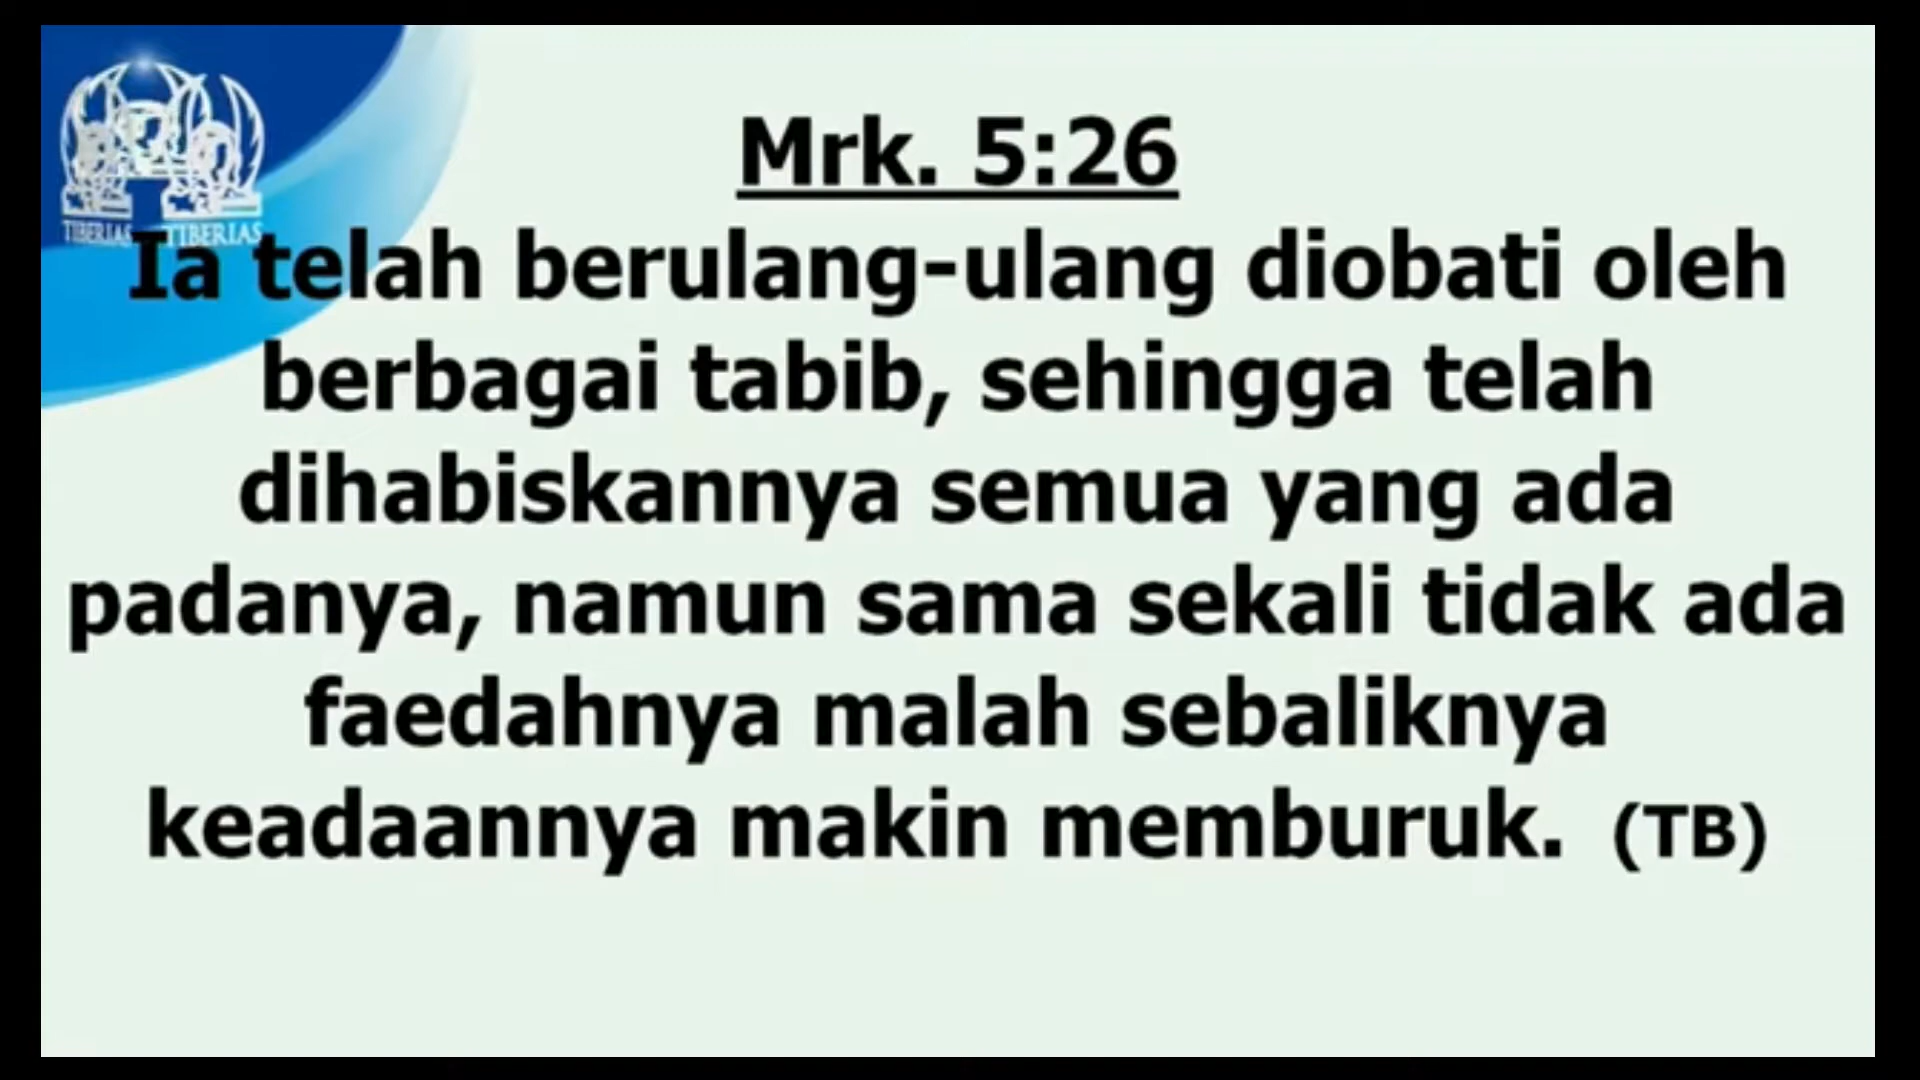 TIBERIAS TIBERIAS
Mrk. 5:26
Ia telah berulang-ulang diobati oleh
berbagai tabib, sehingga telah
dihabiskannya semua yang ada
padanya, namun sama sekali tidak ada
faedahnya malah sebaliknya
keadaannya makin memburuk. (TB)